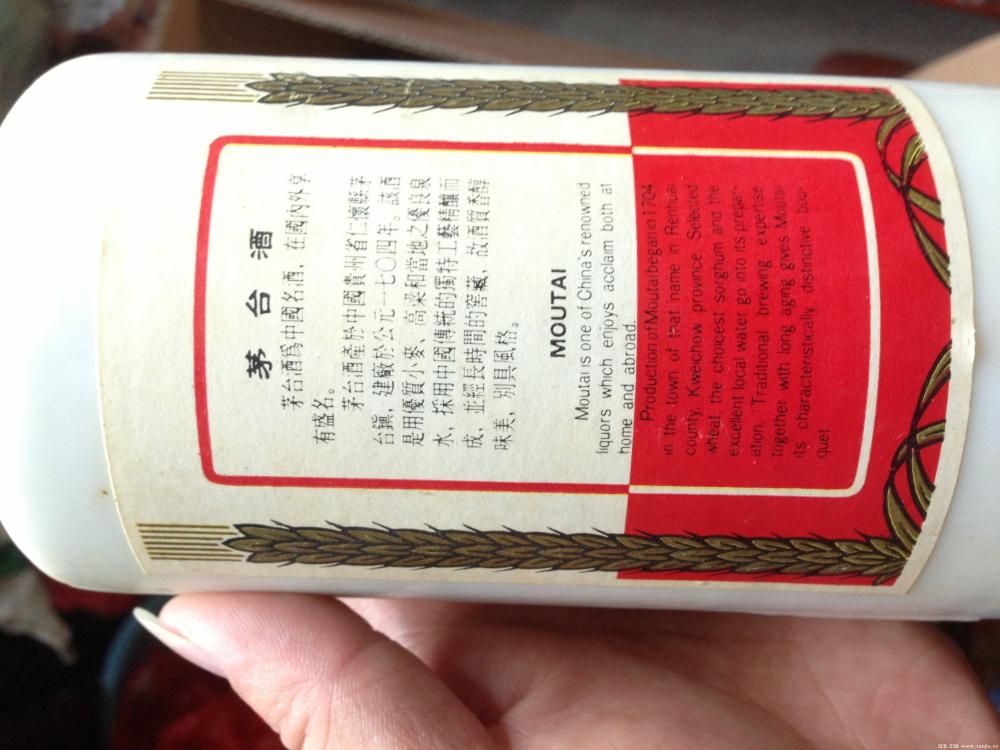 茅台酒
茅台酒爲中國名酒，在國內外享
有盛名。
茅台酒產於中國貴州省仁懷縣茅
台鎮，建廠於公元一七〇四年。該酒
是用優質小麥、高粱和當地之優良泉
水，採用中國傳統的獨特工藝精釀而
成，並經長時間的窖藏，故酒質香醇
味美，别具風格。
MOUTAI
Moutai is one of China's renowned
liquors which enjoys acclaim both at
home and abroad.
Production of Moutai began in 1704
in the town of that name in Renhuai
county, Kweichow province Selected
wheat, the choicest sorghum and the
excellent local water go into its prepar-
ation. Traditional brewing expertise
together with long aging gives Moutai
its characteristically distinctive bou-
quet